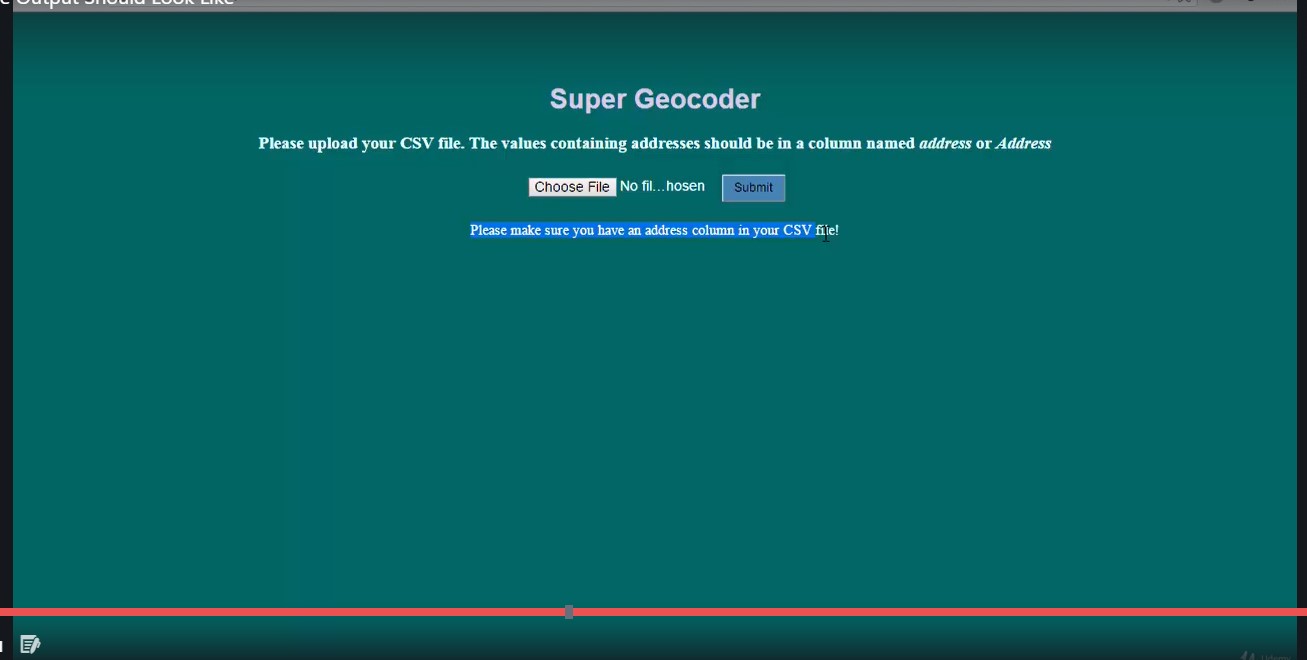 Output Should Look Like
Super Geocoder
Please upload your CSV file. The values containing addresses should be in a column named address or Address
Choose File No fil...hosen Submit
Please make sure you have an address column in your CSV file!
Udemy